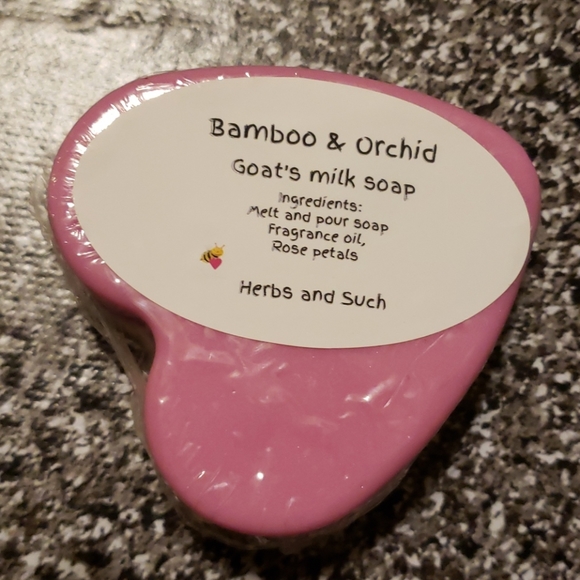 Bamboo & Orchid
Goat's milk soap
Ingredients:
Melt and pour soap
Fragrance oil,
Rose petals
Herbs and Such